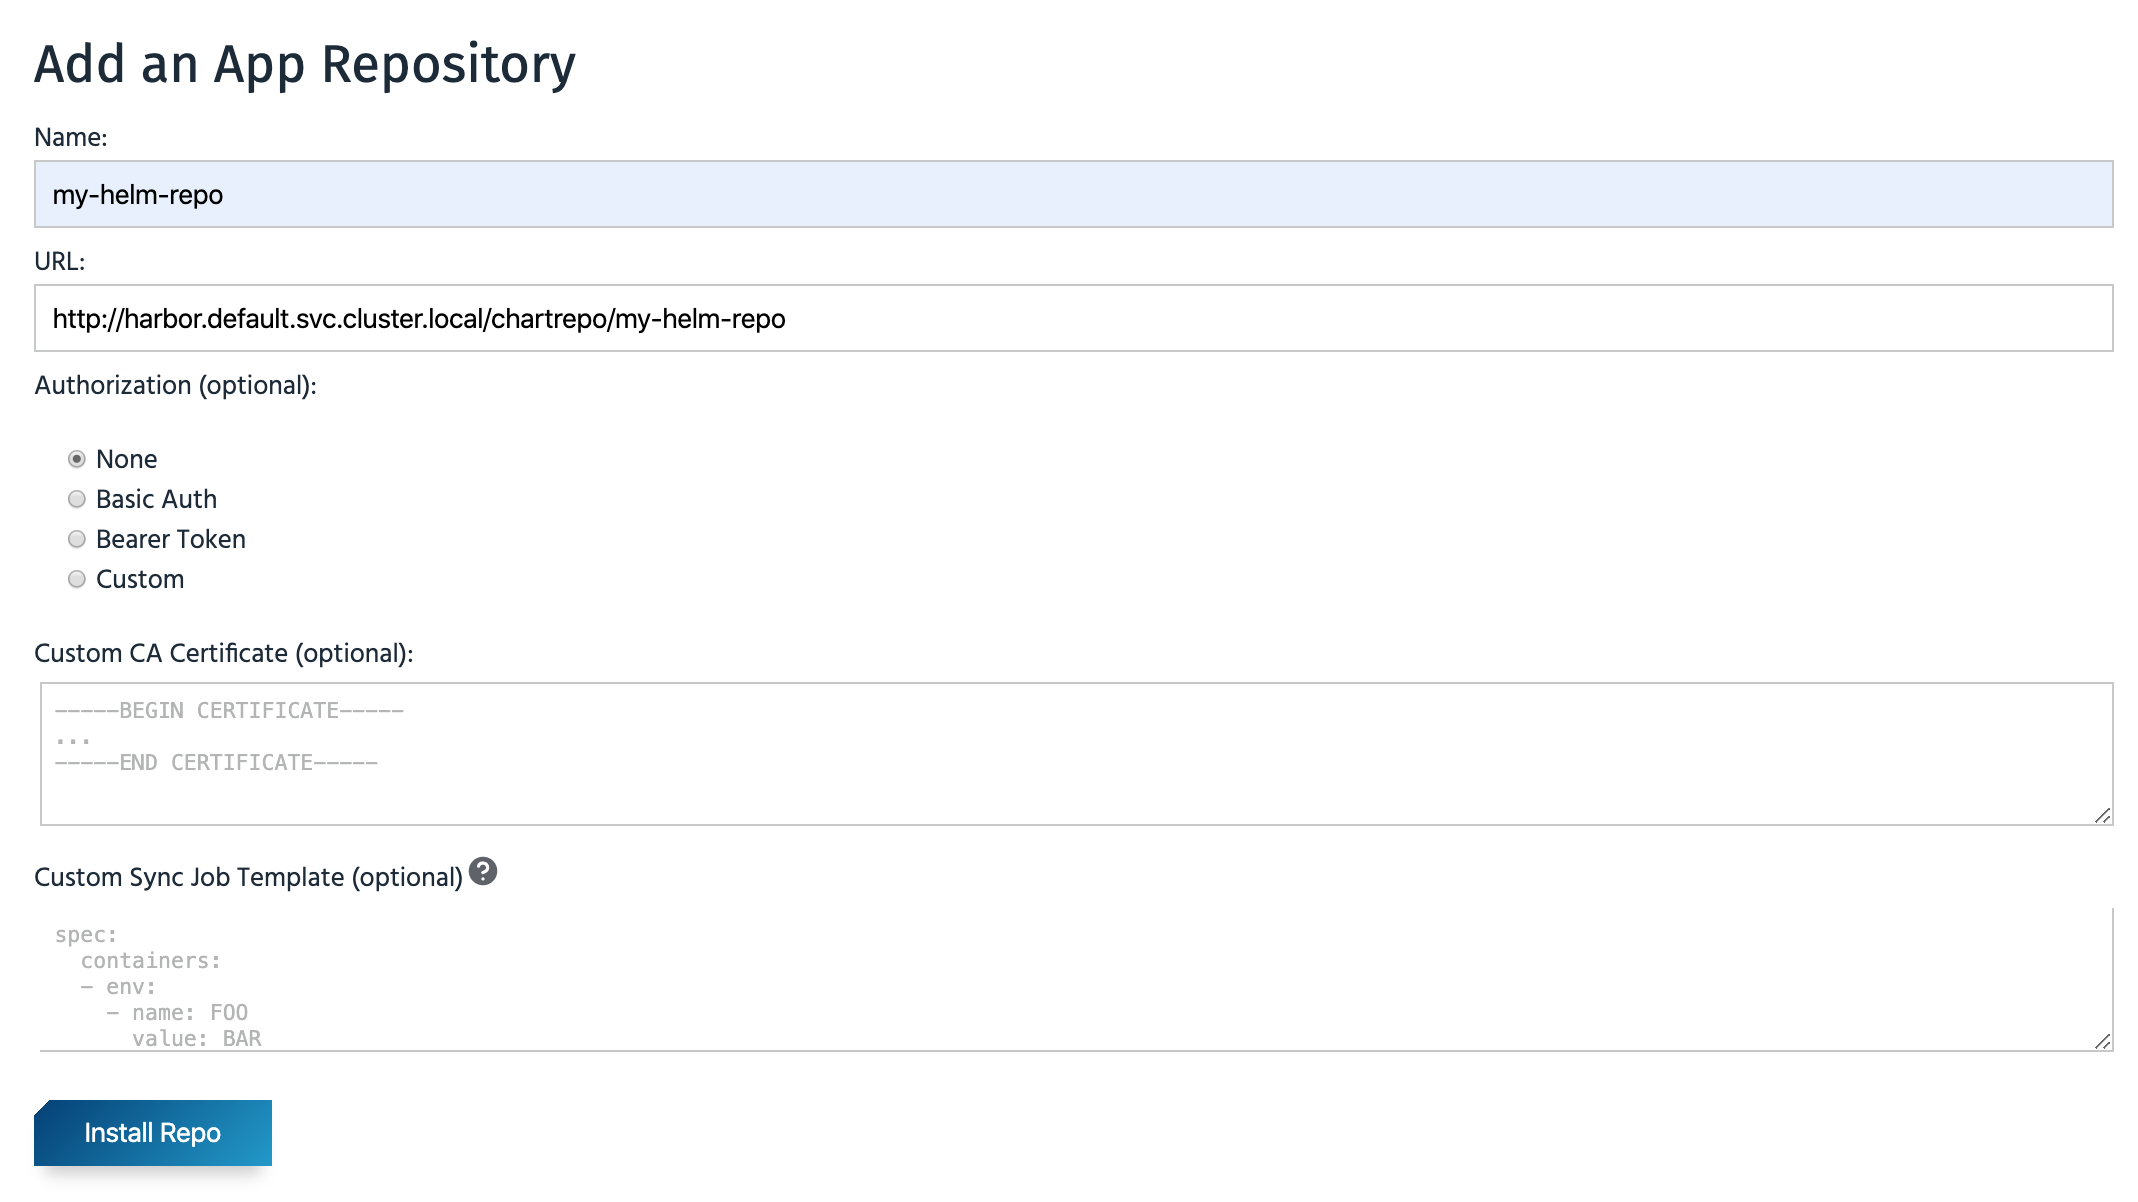 Add an App Repository
Name:
my-helm-repo
URL:
http://harbor.default.svc.cluster.local/chartrepo/my-helm-repo
Authorization (optional):
None
Basic Auth
Bearer Token
Custom
Custom CA Certificate (optional):
-----BEGIN CERTIFICATE-----
...
-----END CERTIFICATE-----
Custom Sync Job Template (optional) ?
spec:
  containers:
  - env:
    - name: FOO
      value: BAR
Install Repo